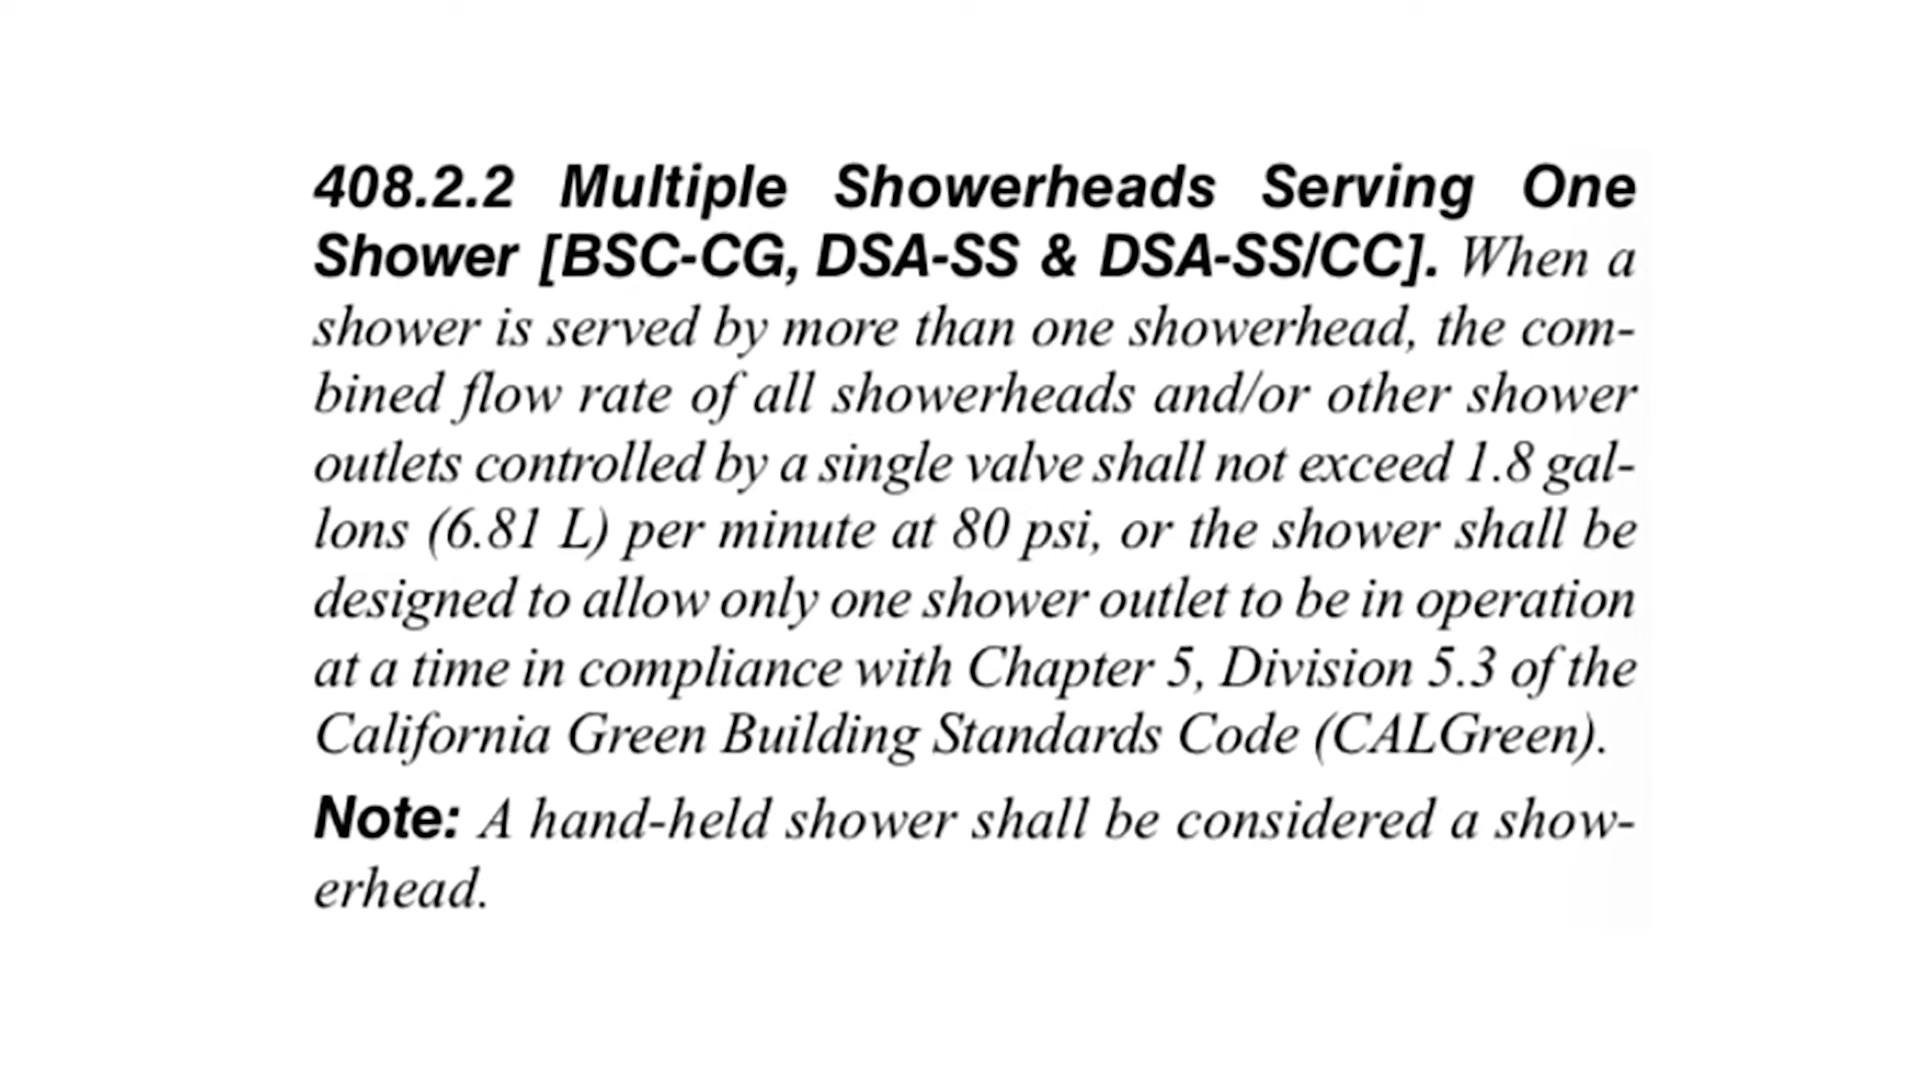 408.2.2 Multiple Showerheads Serving One
Shower [BSC-CG, DSA-SS & DSA-SS/CC]. When a
shower is served by more than one showerhead, the com-
bined flow rate of all showerheads and/or other shower
outlets controlled by a single valve shall not exceed 1.8 gal-
lons (6.81 L) per minute at 80 psi, or the shower shall be
designed to allow only one shower outlet to be in operation
at a time in compliance with Chapter 5, Division 5.3 of the
California Green Building Standards Code (CALGreen).
Note: A hand-held shower shall be considered a show-
erhead.